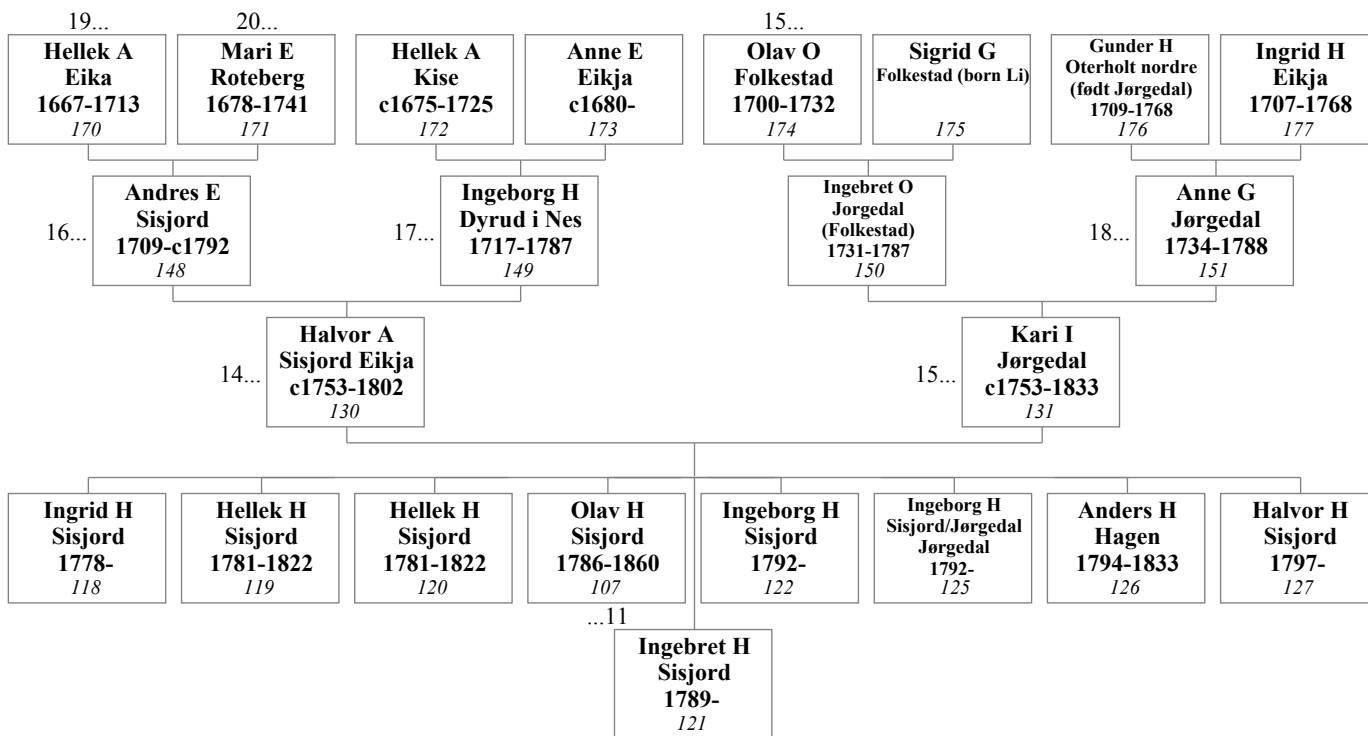 19...
20...
15...
Hellek A
Eika
1667-1713
170
Mari E
Roteberg
1678-1741
171
Hellek A
Kise
c1675-1725
172
Anne E
Eikja
c1680-
173
Olav O
Folkestad
1700-1732
174
Sigrid G
Folkestad (born Li)
175
Gunder H
Oterholt nordre
(født Jørgedal)
1709-1768
176
Ingrid H
Eikja
1707-1768
177
16...
Andres E
Sisjord
1709-c1792
148
17...
Ingeborg H
Dyrud i Nes
1717-1787
149
Ingebret O
Jorgedal
(Folkestad)
1731-1787
150
18...
Anne G
Jørgedal
1734-1788
151
14...
Halvor A
Sisjord Eikja
c1753-1802
130
15...
Kari I
Jørgedal
c1753-1833
131
Ingrid H
Sisjord
1778-
118
Hellek H
Sisjord
1781-1822
119
Hellek H
Sisjord
1781-1822
120
Olav H
Sisjord
1786-1860
107
Ingeborg H
Sisjord
1792-
122
Ingeborg H
Sisjord/Jørgedal
Jørgedal
1792-
125
Anders H
Hagen
1794-1833
126
Halvor H
Sisjord
1797-
127
...11
Ingebret H
Sisjord
1789-
121